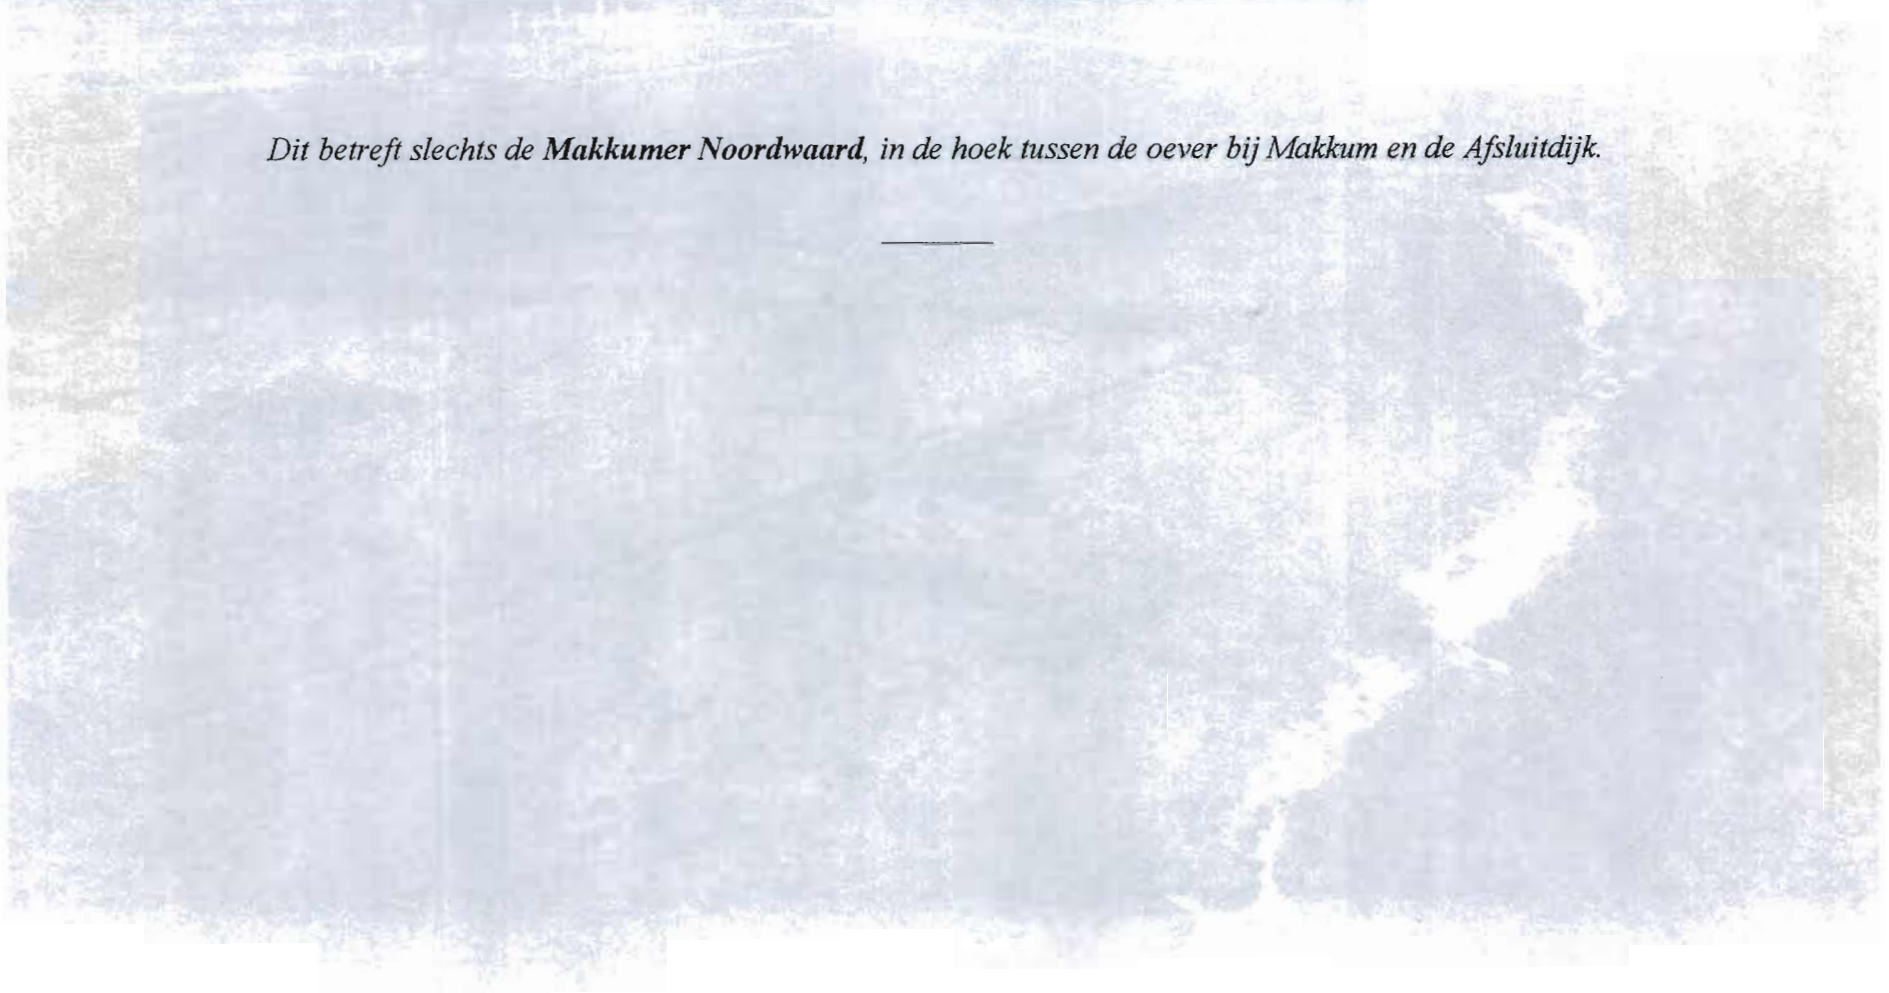 Dit betreft slechts de Makkumer Noordwaard, in de hoek tussen de oever bij Makkum en de Afsluitdijk.